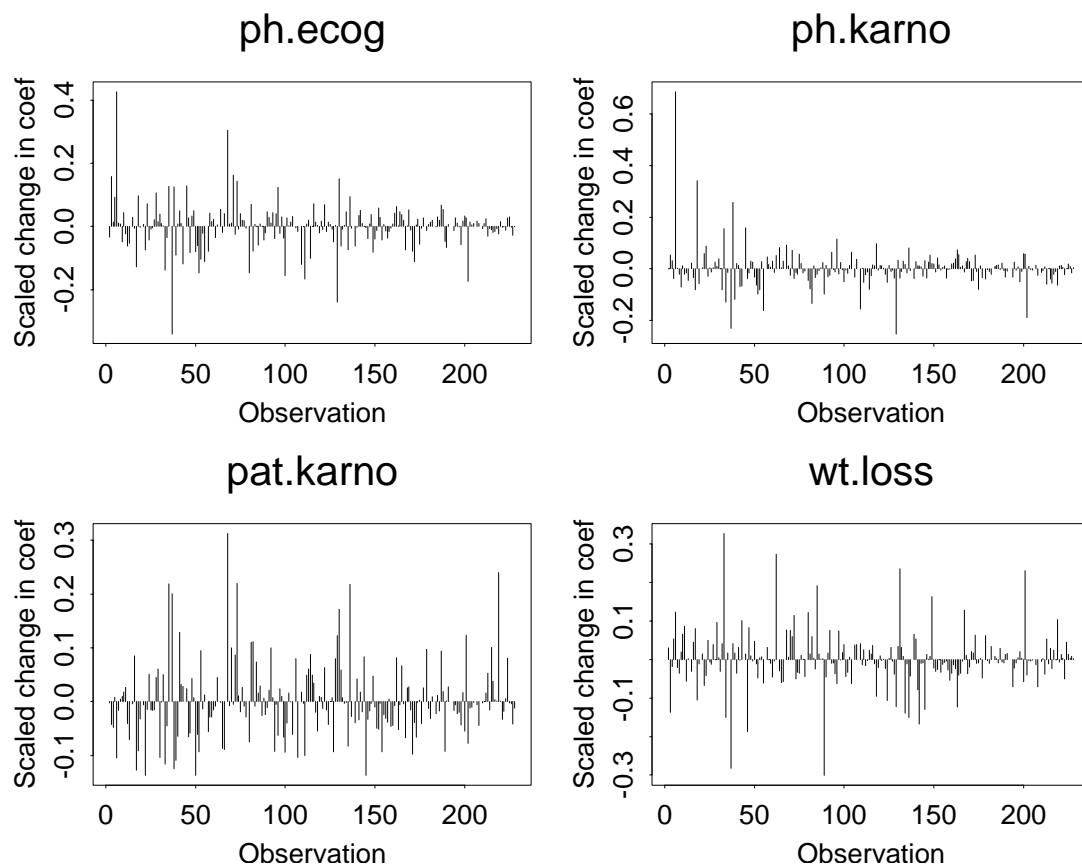 ph.ecog
Scaled change in coef
-0.2 0.0 0.2 0.4
0 50 100 150 200
Observation
ph.karno
Scaled change in coef
-0.2 0.0 0.2 0.4 0.6
0 50 100 150 200
Observation
pat.karno
Scaled change in coef
-0.1 0.0 0.1 0.2 0.3
0 50 100 150 200
Observation
wt.loss
Scaled change in coef
-0.3 -0.1 0.1 0.3
0 50 100 150 200
Observation